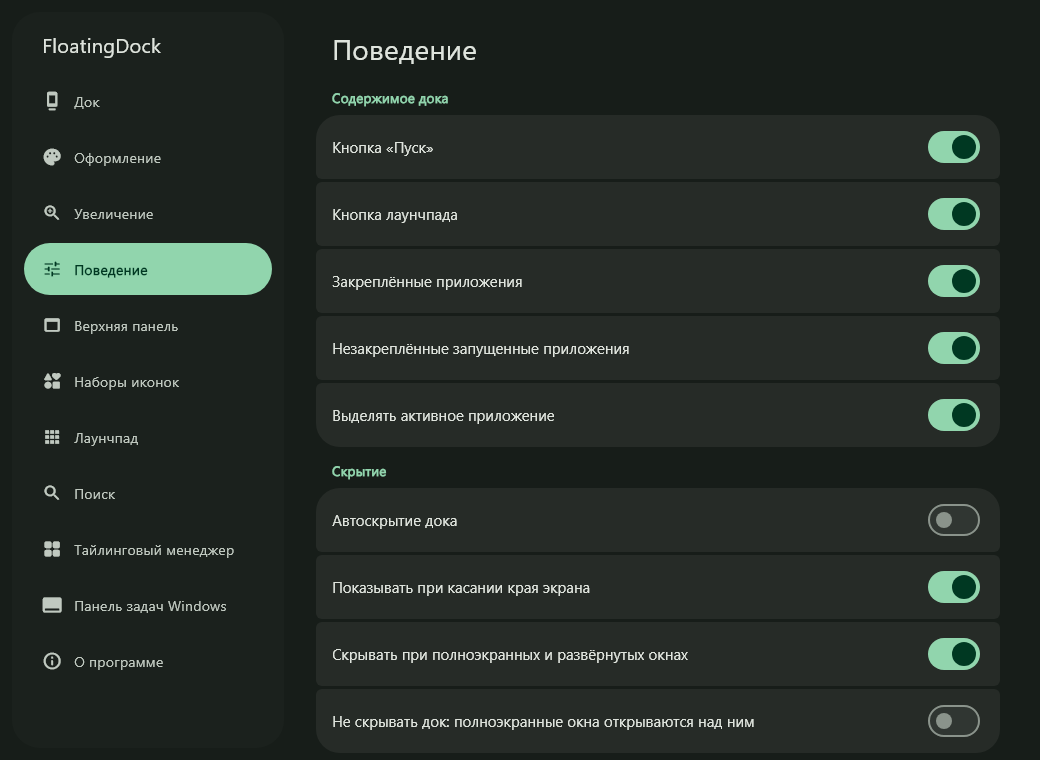 FloatingDock
Док
Оформление
Увеличение
Поведение
Верхняя панель
Наборы иконок
Лаунчпад
Поиск
Тайлинговый менеджер
Панель задач Windows
О программе
Поведение
Содержимое дока
Кнопка «Пуск»
Кнопка лаунчпада
Закреплённые приложения
Незакреплённые запущенные приложения
Выделять активное приложение
Скрытие
Автоскрытие дока
Показывать при касании края экрана
Скрывать при полноэкранных и развёрнутых окнах
Не скрывать док: полноэкранные окна открываются над ним